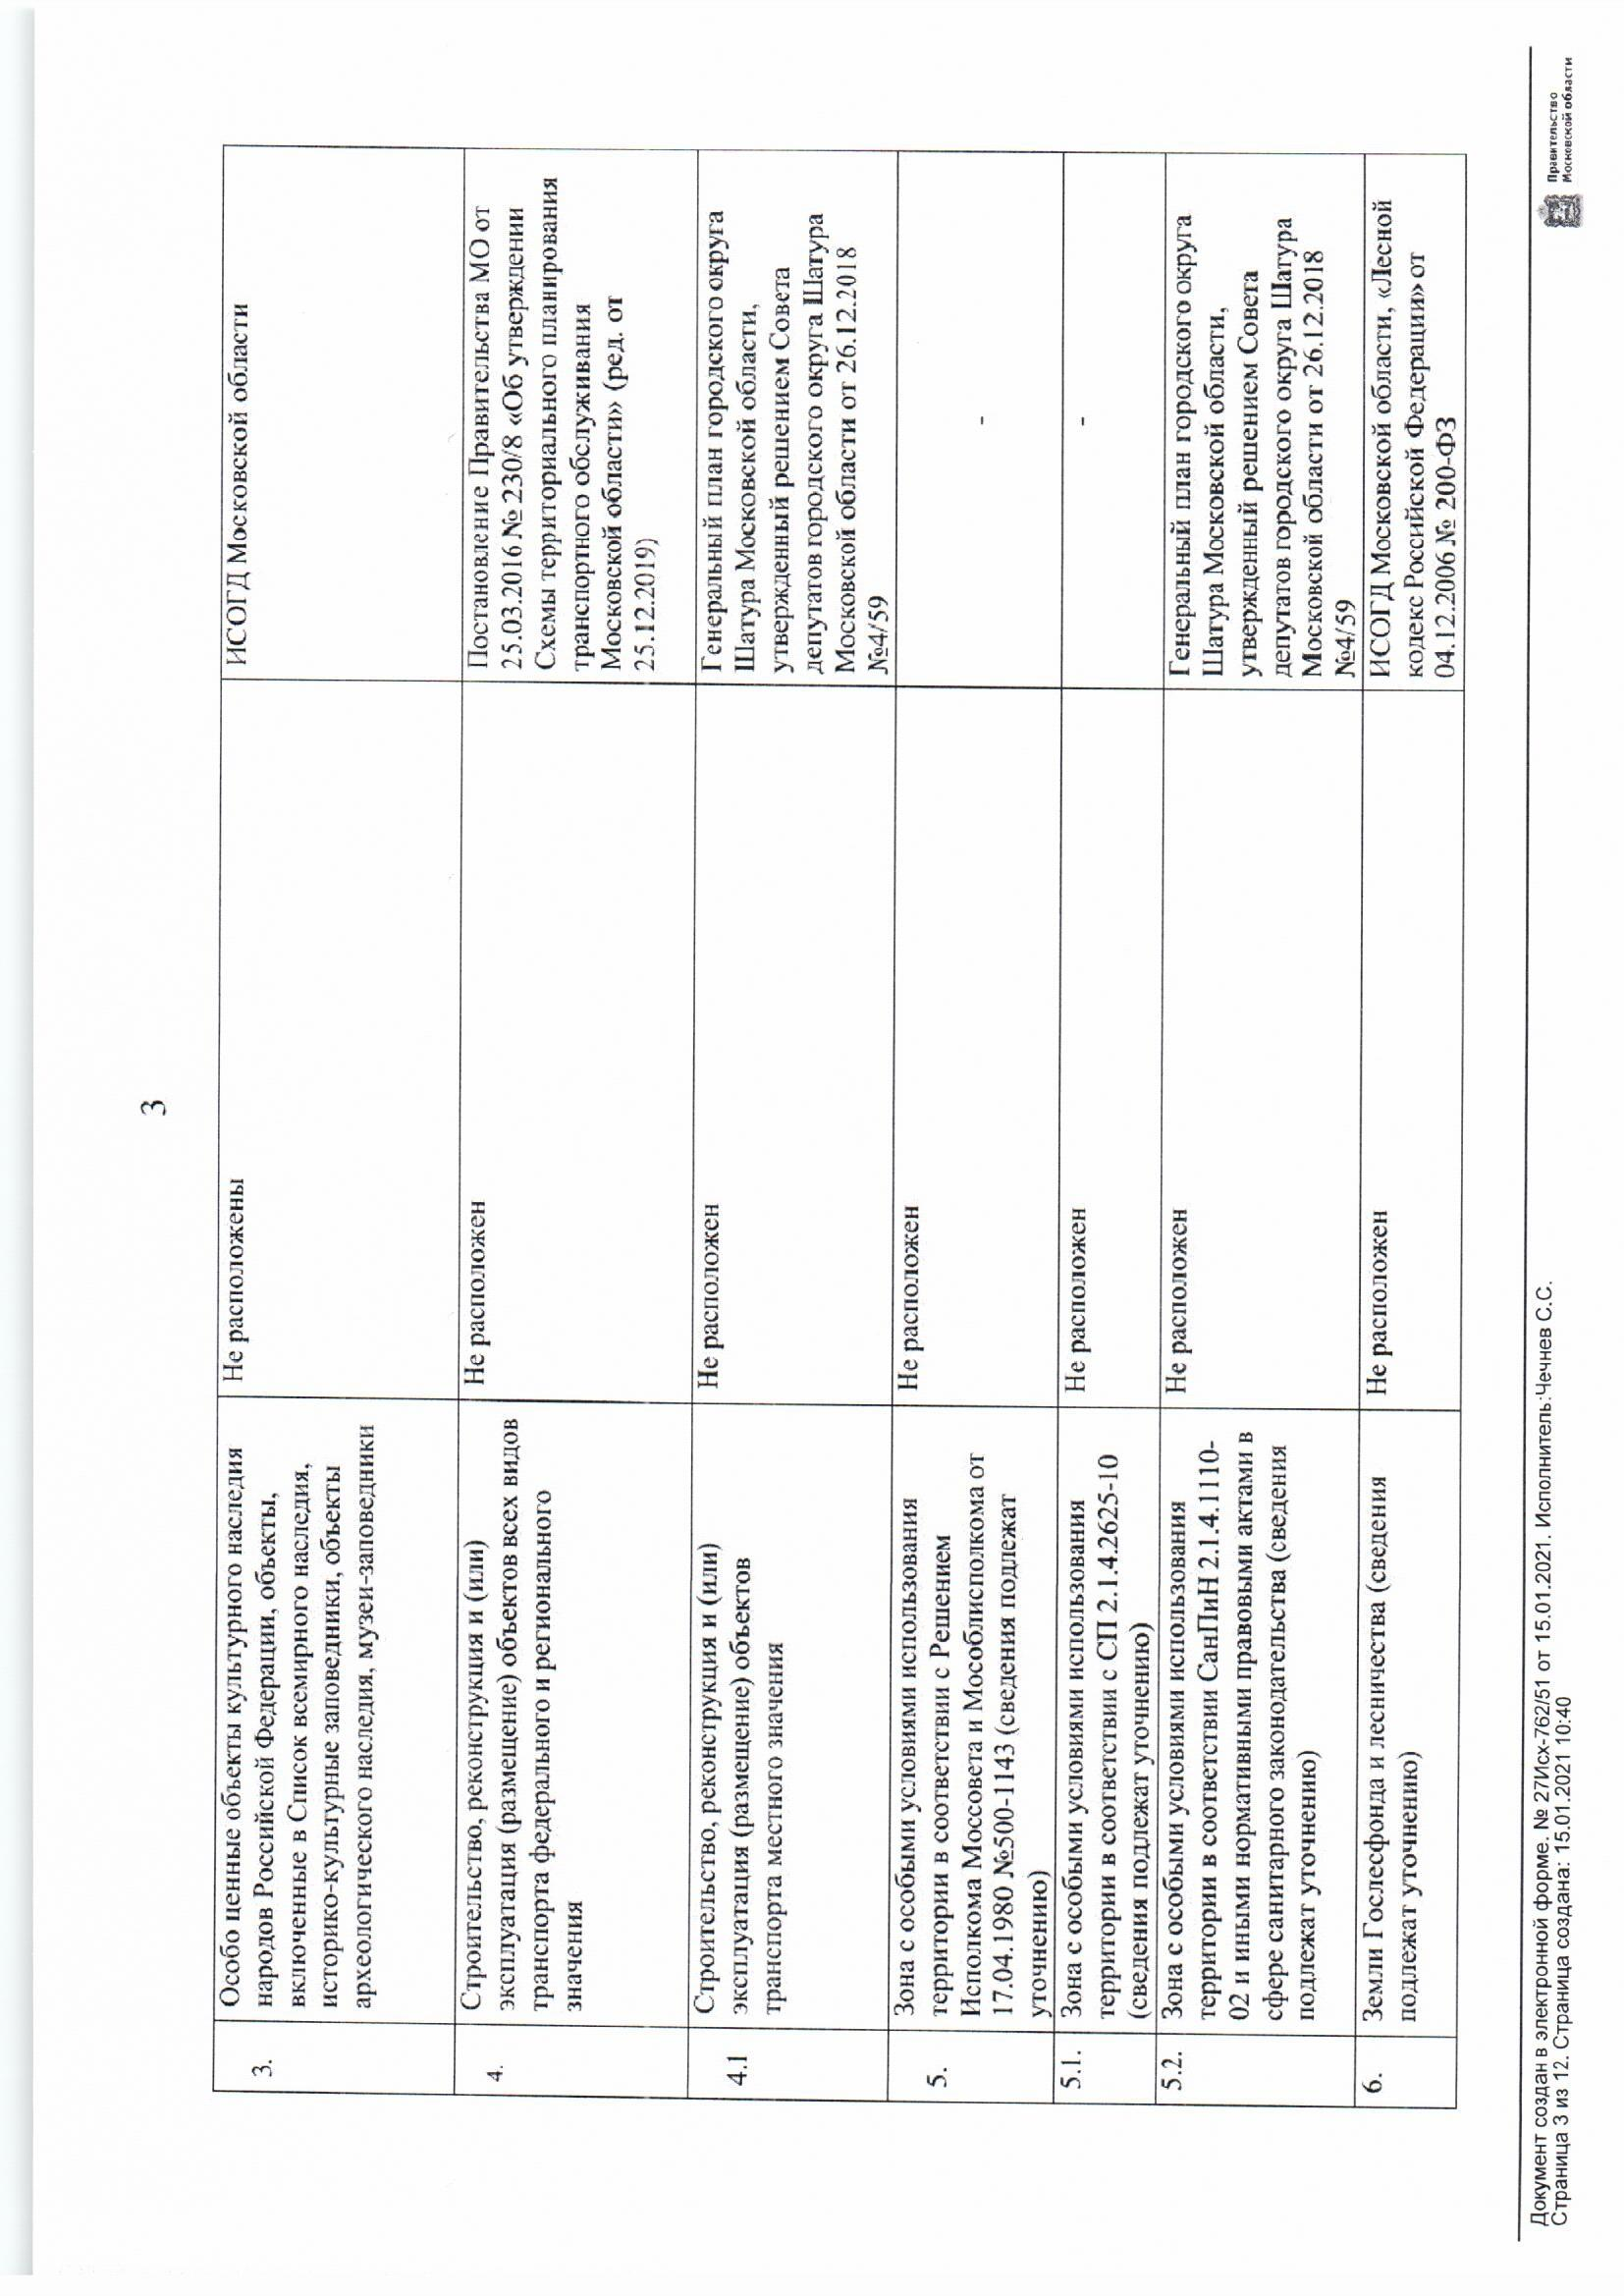 3
3.
Особо ценные объекты культурного наследия
народов Российской Федерации, объекты,
включенные в Список всемирного наследия,
историко-культурные заповедники, объекты
археологического наследия, музеи-заповедники
Не расположены
ИСОГД Московской области
4.
Строительство, реконструкция и (или)
эксплуатация (размещение) объектов всех видов
транспорта федерального и регионального
значения
Не расположен
Постановление Правительства МО от
25.03.2016 № 230/8 «Об утверждении
Схемы территориального планирования
транспортного обслуживания
Московской области» (ред. от
25.12.2019)
4.1
Строительство, реконструкция и (или)
эксплуатация (размещение) объектов
транспорта местного значения
Не расположен
Генеральный план городского округа
Шатура Московской области,
утвержденный решением Совета
депутатов городского округа Шатура
Московской области от 26.12.2018
№4/59
5.
Зона с особыми условиями использования
территории в соответствии с Решением
Исполкома Моссовета и Мособлисполкома от
17.04.1980 №500-1143 (сведения подлежат
уточнению)
Не расположен
-
5.1.
Зона с особыми условиями использования
территории в соответствии с СП 2.1.4.2625-10
(сведения подлежат уточнению)
Не расположен
-
5.2.
Зона с особыми условиями использования
территории в соответствии СанПиН 2.1.4.1110-
02 и иными нормативными правовыми актами в
сфере санитарного законодательства (сведения
подлежат уточнению)
Не расположен
Генеральный план городского округа
Шатура Московской области,
утвержденный решением Совета
депутатов городского округа Шатура
Московской области от 26.12.2018
№4/59
6.
Земли Гослесфонда и лесничества (сведения
подлежат уточнению)
Не расположен
ИСОГД Московской области, «Лесной
кодекс Российской Федерации» от
04.12.2006 № 200-ФЗ
Документ создан в электронной форме. № 27Исх-762/51 от 15.01.2021. Исполнитель:Чечнев С.С.
Страница 3 из 12. Страница создана: 15.01.2021 10:40
Правительство
Московской области